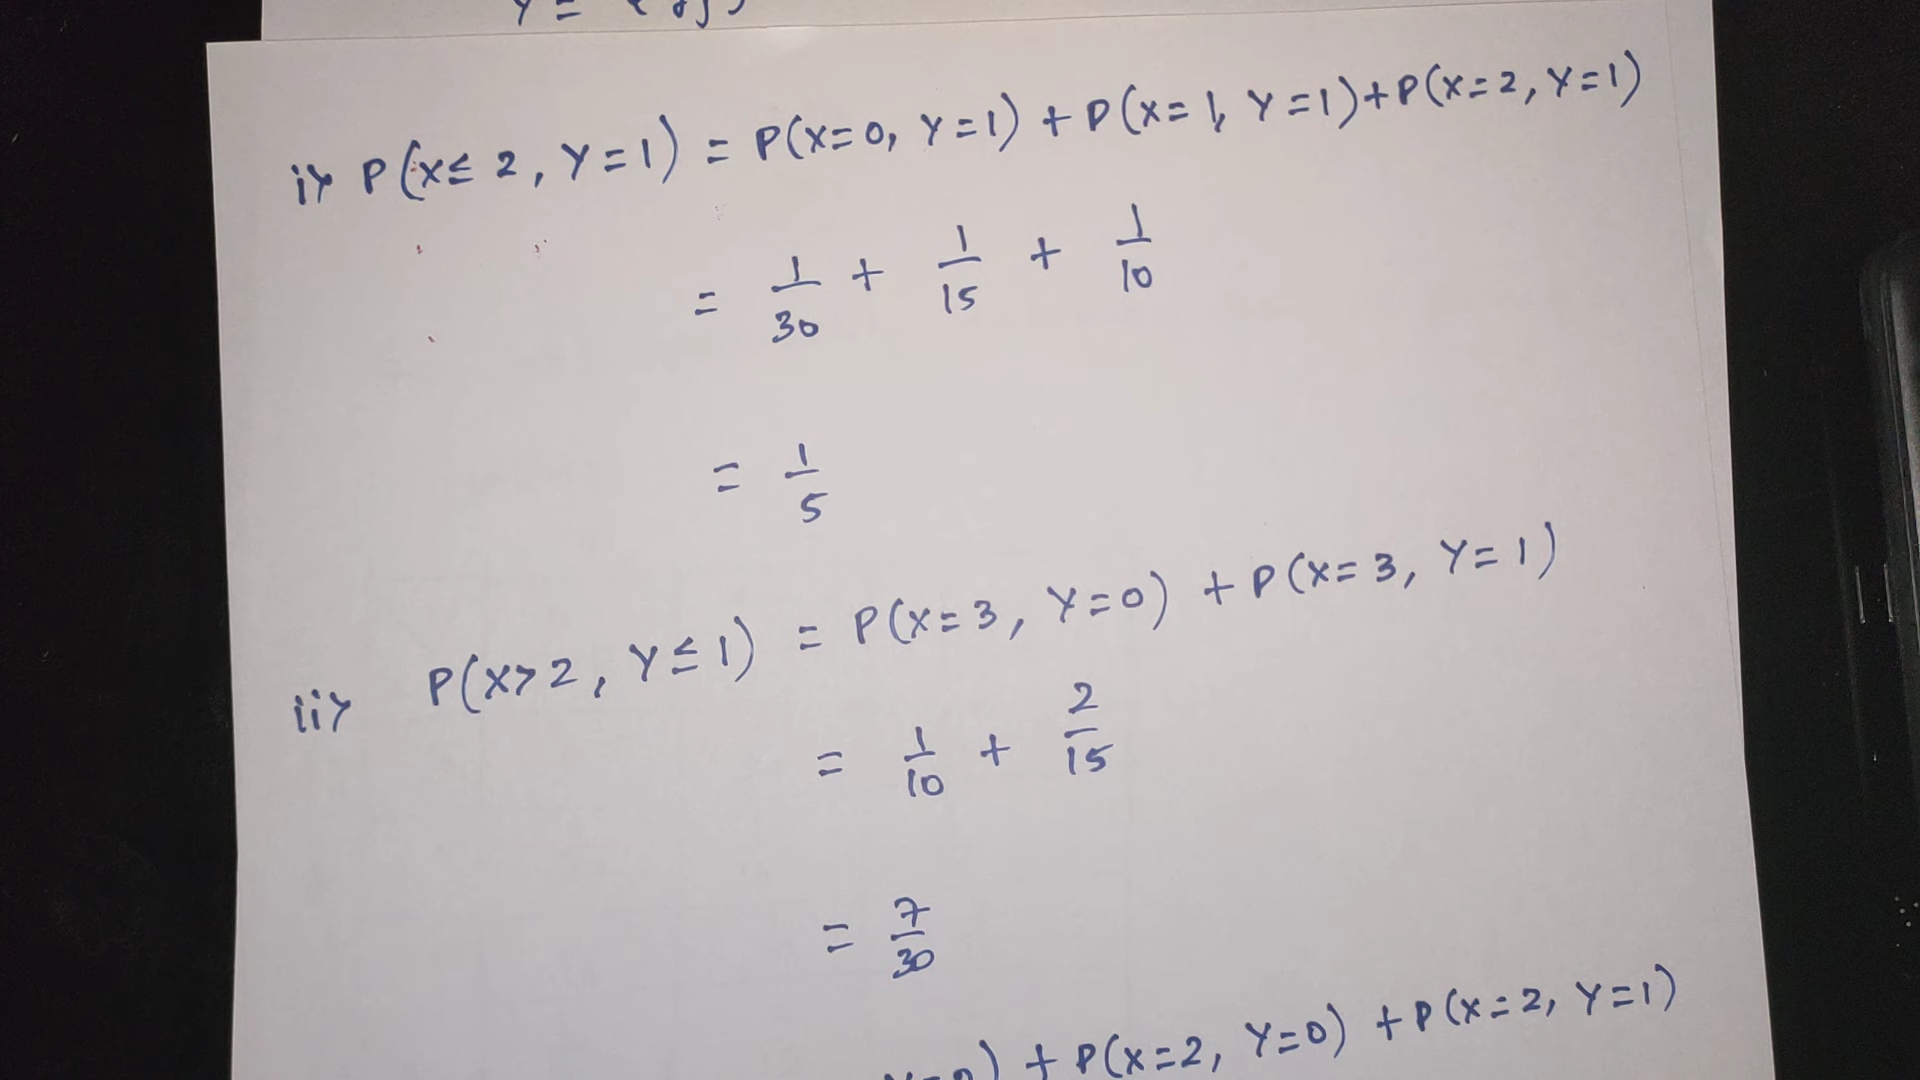 Y =
i> P(X≤ 2, Y=1) = P(X=0, Y=1) + P(X=1, Y=1)+P(X=2, Y=1)
= 1/30 + 1/15 + 1/10
= 1/5
ii> P(X>2, Y≤1) = P(X=3, Y=0) + P(X=3, Y=1)
= 1/10 + 2/15
= 7/30
+ P(X=2, Y=0) + P(X=2, Y=1)